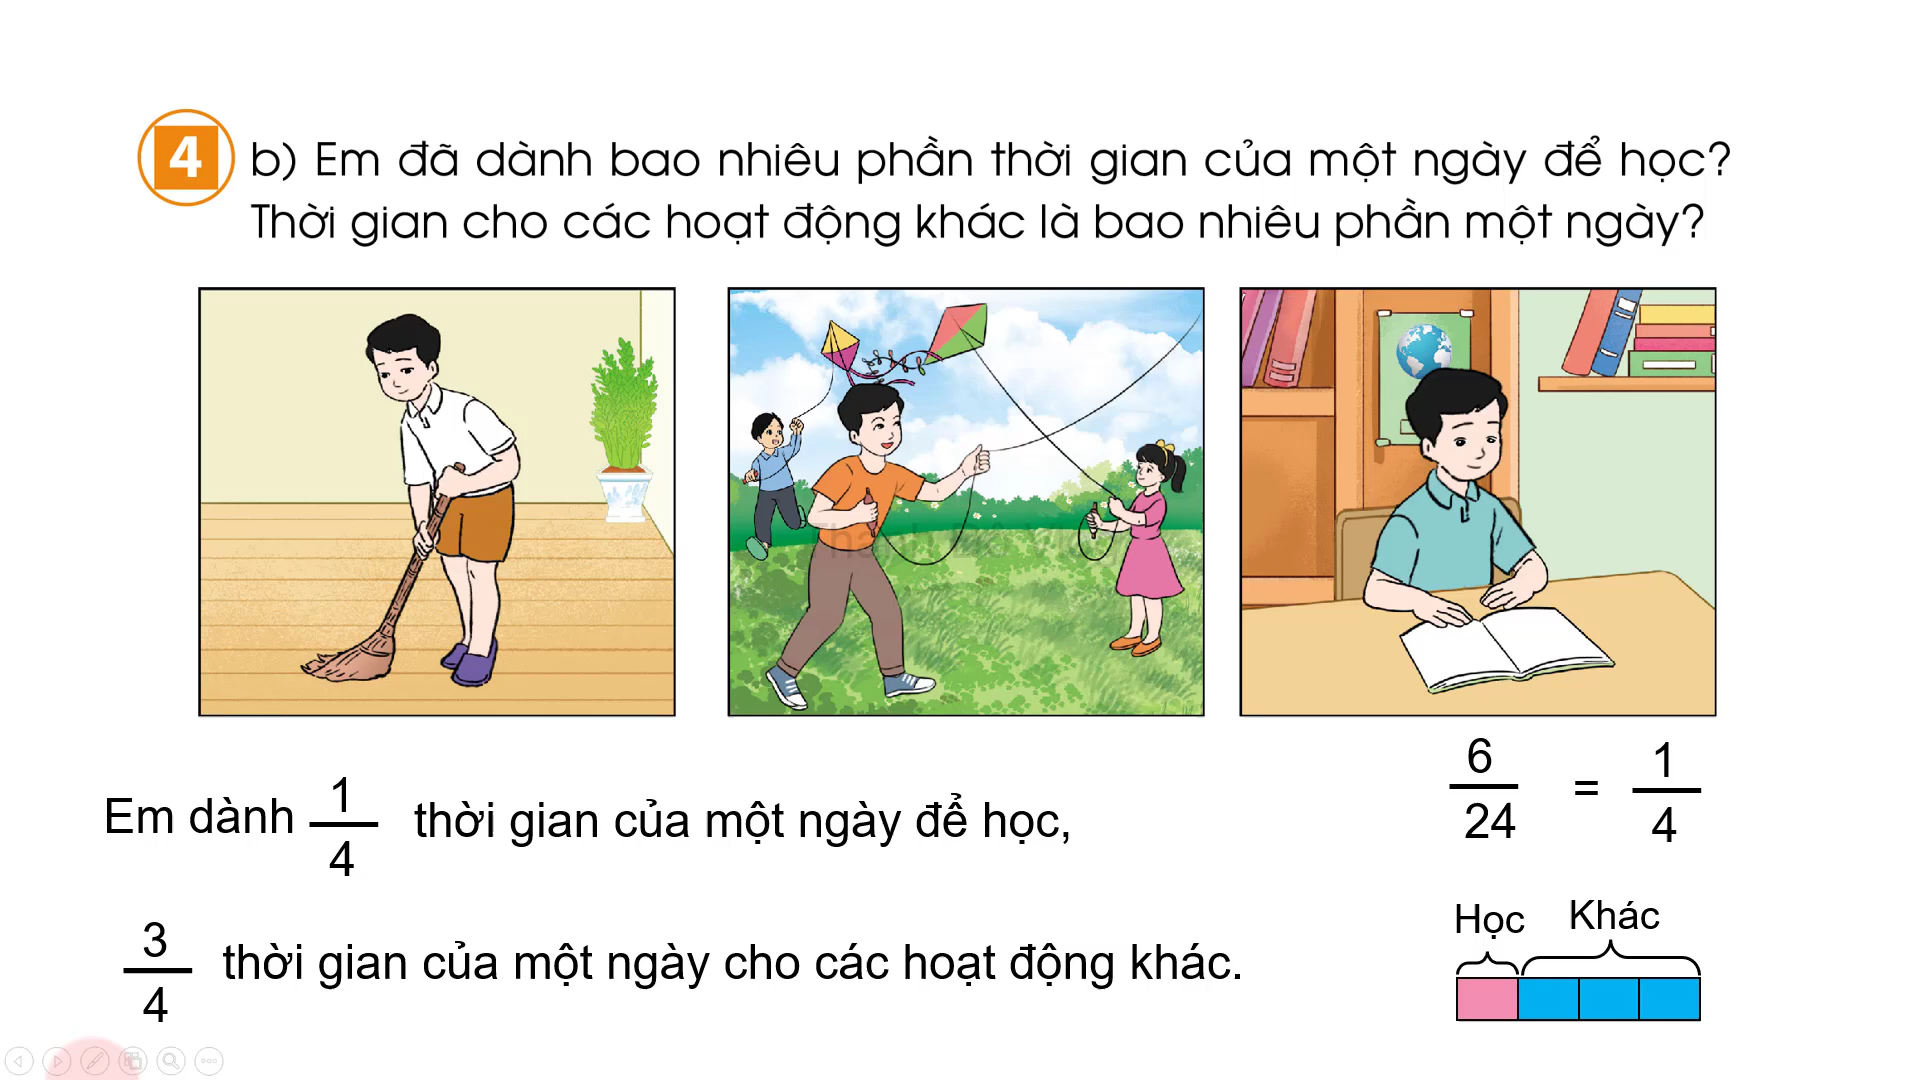 4 b) Em đã dành bao nhiêu phần thời gian của một ngày để học?
Thời gian cho các hoạt động khác là bao nhiêu phần một ngày?
6/24 = 1/4
Em dành 1/4 thời gian của một ngày để học,
Học Khác
3/4 thời gian của một ngày cho các hoạt động khác.